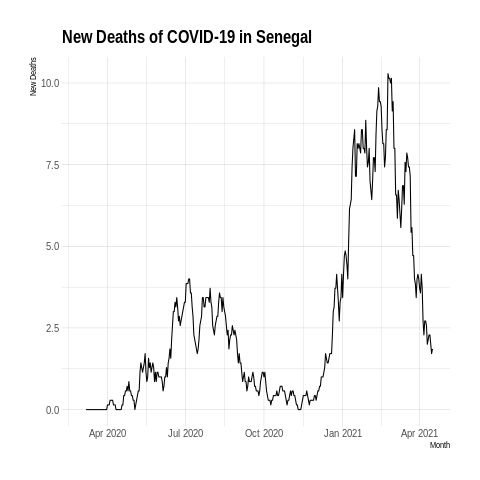 New Deaths of COVID-19 in Senegal
New Deaths
10.0
7.5
5.0
2.5
0.0
Apr 2020 Jul 2020 Oct 2020 Jan 2021 Apr 2021
Month